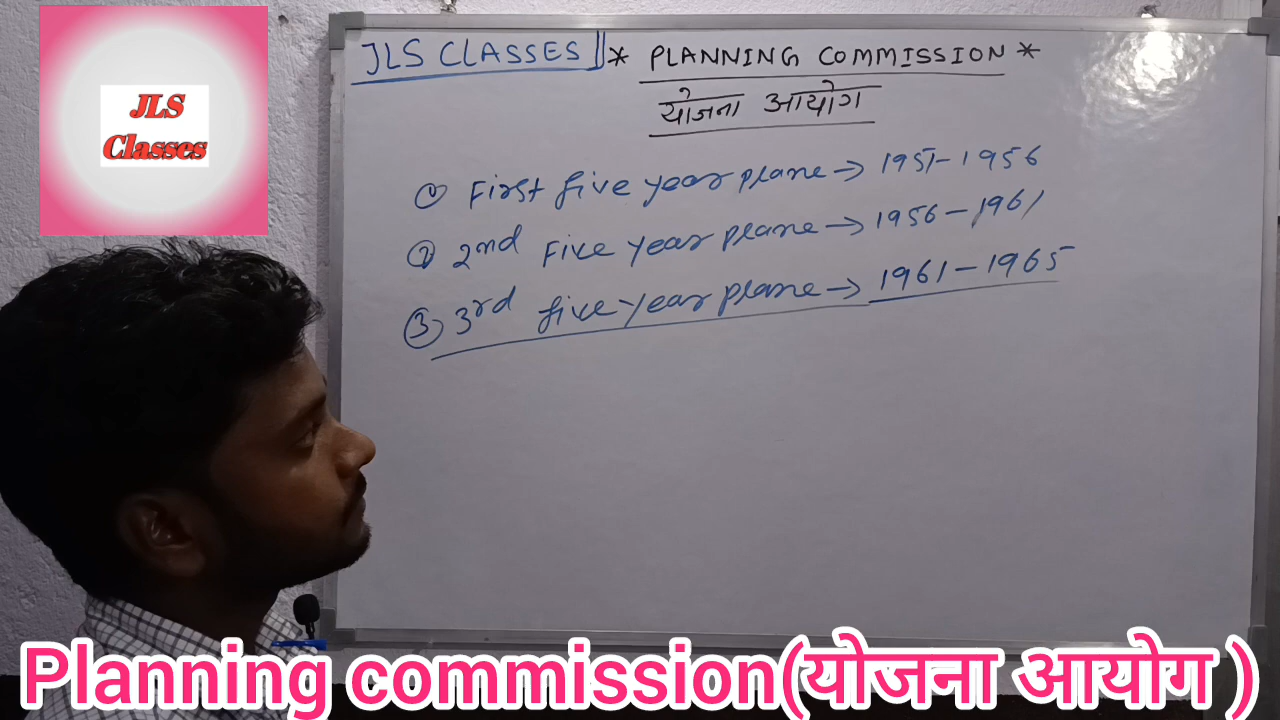 JLS
Classes
JLS CLASSES * PLANNING COMMISSION *
योजना आयोग
① First five year plane → 1951-1956
② 2nd Five Year plane → 1956-1961
③ 3rd five year plane → 1961-1965
Planning commission(योजना आयोग )